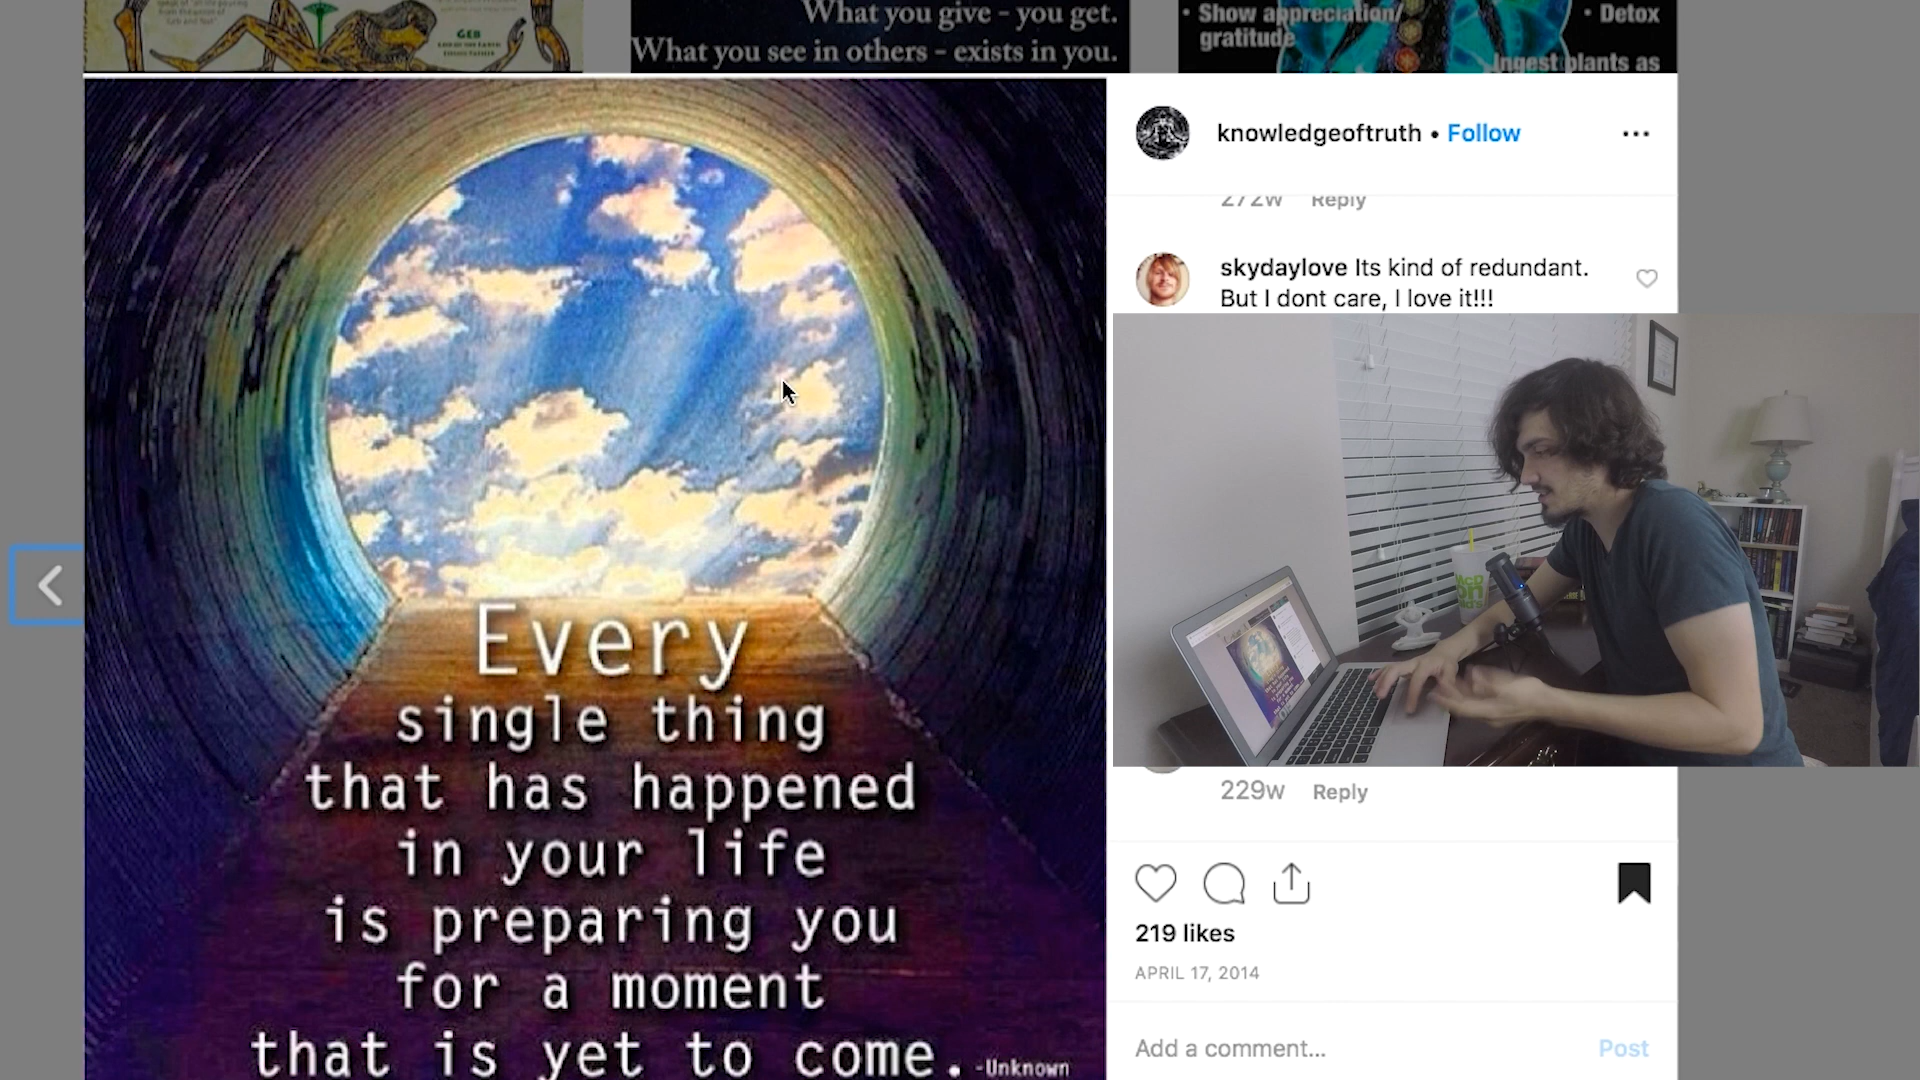 GEB
What you give - you get.
What you see in others - exists in you.
• Show appreciation/
gratitude
• Detox
Ingest plants as
knowledgeoftruth • Follow
272w Reply
skydaylove Its kind of redundant.
But I dont care, I love it!!!
229w Reply
219 likes
APRIL 17, 2014
Add a comment... Post
Every
single thing
that has happened
in your life
is preparing you
for a moment
that is yet to come.
-Unknown